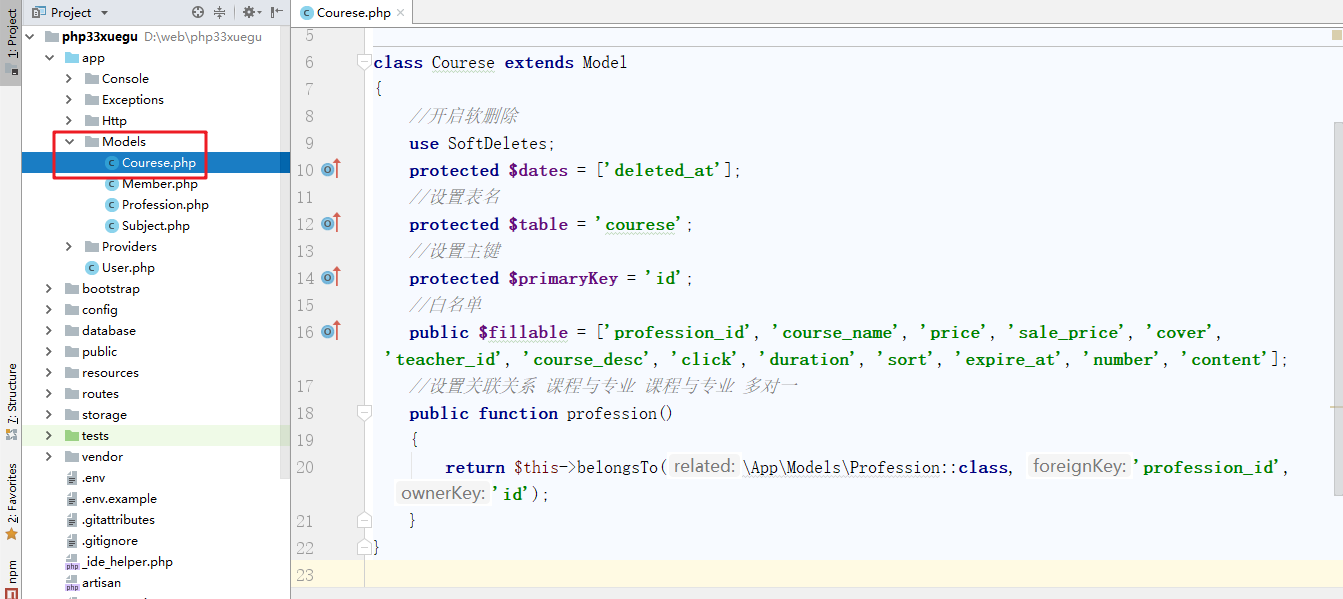 1: Project
7: Structure
2: Favorites
npm
Project
php33xuegu D:\web\php33xuegu
app
Console
Exceptions
Http
Models
Courese.php
Member.php
Profession.php
Subject.php
Providers
User.php
bootstrap
config
database
public
resources
routes
storage
tests
vendor
.env
.env.example
.gitattributes
.gitignore
_ide_helper.php
artisan
Courese.php
5
6 class Courese extends Model
7 {
8 //开启软删除
9 use SoftDeletes;
10 protected $dates = ['deleted_at'];
11 //设置表名
12 protected $table = 'courese';
13 //设置主键
14 protected $primaryKey = 'id';
15 //白名单
16 public $fillable = ['profession_id', 'course_name', 'price', 'sale_price', 'cover',
'teacher_id', 'course_desc', 'click', 'duration', 'sort', 'expire_at', 'number', 'content'];
17 //设置关联关系 课程与专业 课程与专业 多对一
18 public function profession()
19 {
20 return $this->belongsTo( related: \App\Models\Profession::class, foreignKey: 'profession_id',
ownerKey: 'id');
21 }
22 }
23